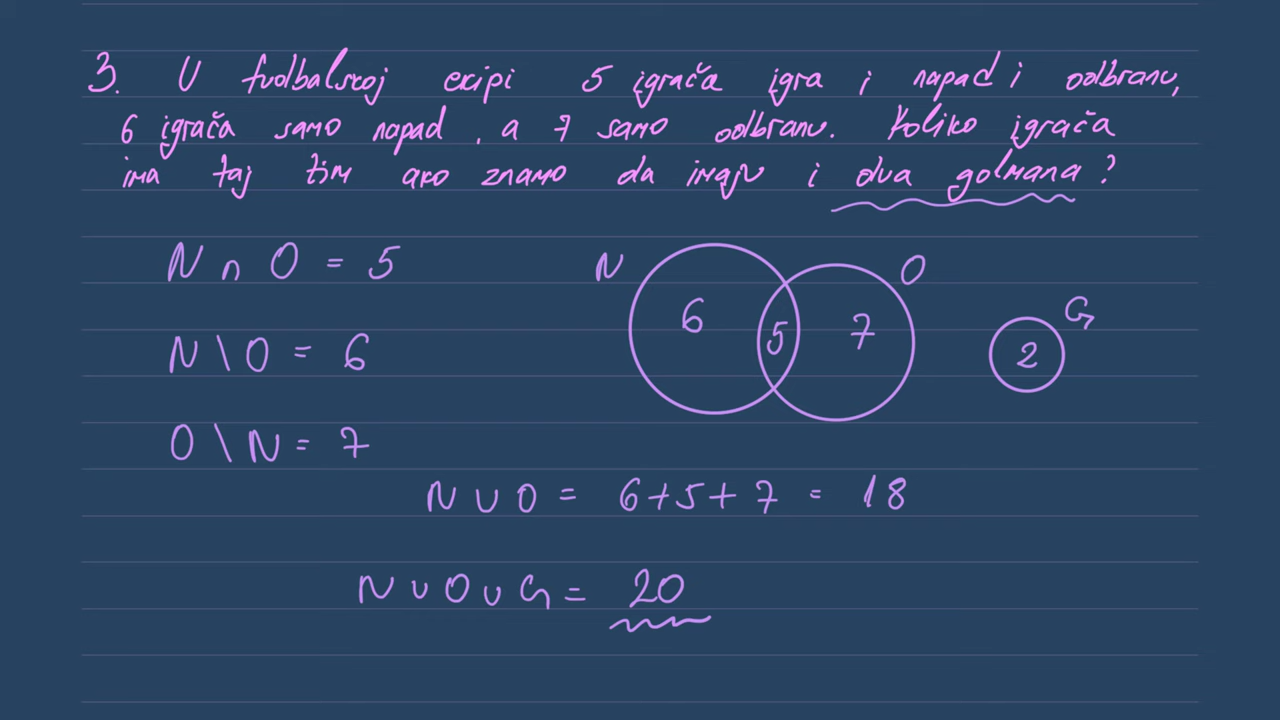 3. U fudbalskoj ekipi 5 igrača igra i napad i odbranu,
6 igrača samo napad, a 7 samo odbranu. Koliko igrača
ima taj tim ako znamo da imaju i dua golmana?
N ∩ O = 5
N O
6 5 7
G
2
N \ O = 6
O \ N = 7
N ∪ O = 6+5+7 = 18
N ∪ O ∪ G = 20